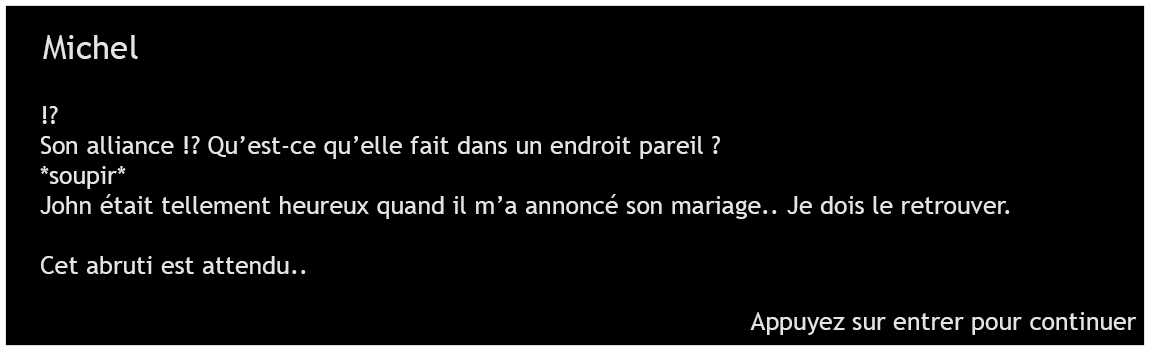 Michel
!?
Son alliance !? Qu’est-ce qu’elle fait dans un endroit pareil ?
*soupir*
John était tellement heureux quand il m’a annoncé son mariage.. Je dois le retrouver.
Cet abruti est attendu..
Appuyez sur entrer pour continuer